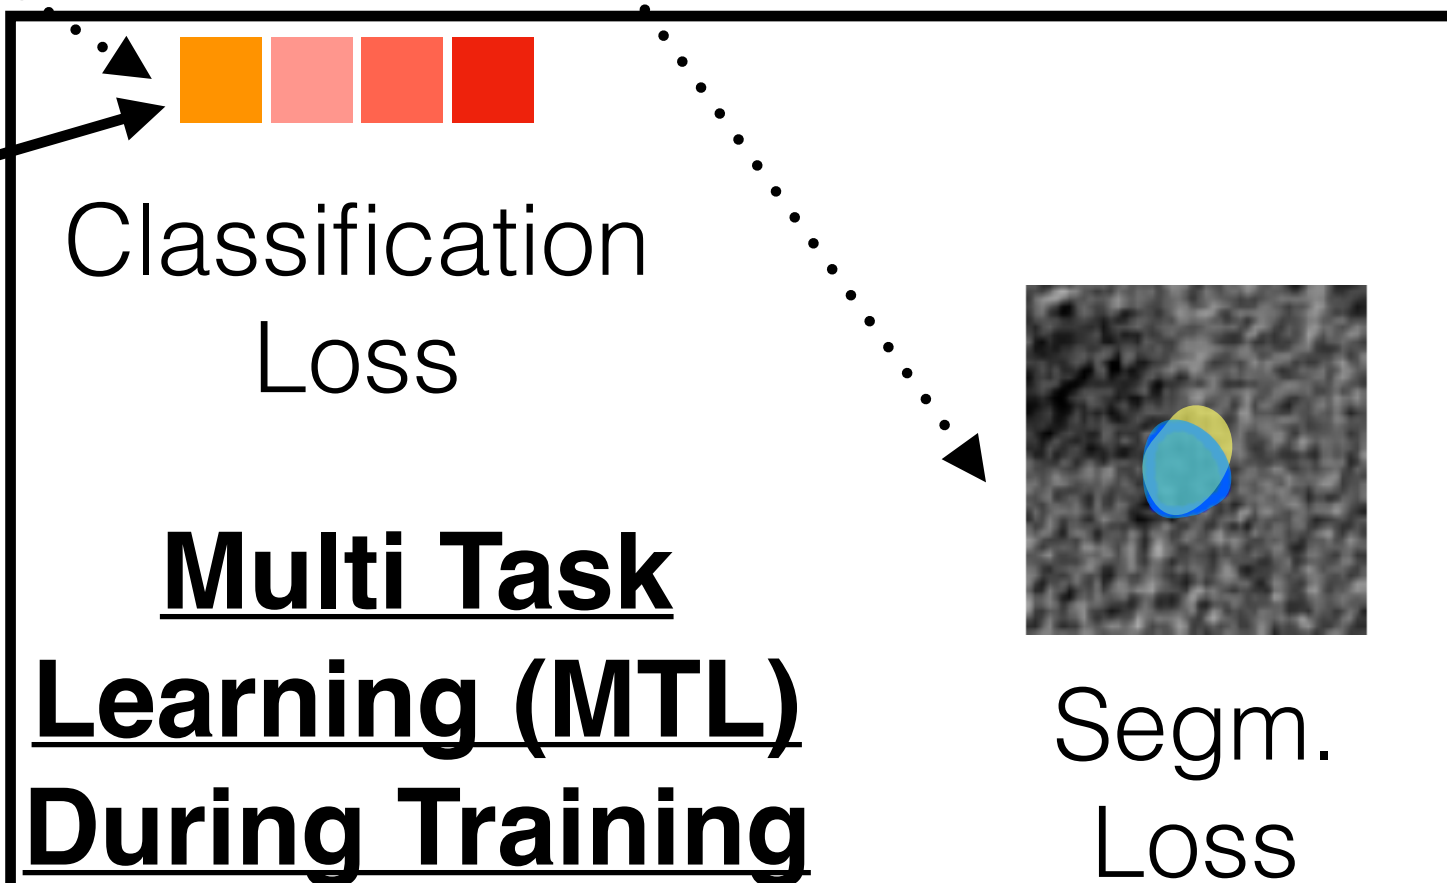 Classification
Loss
Multi Task
Learning (MTL)
During Training
Segm.
Loss